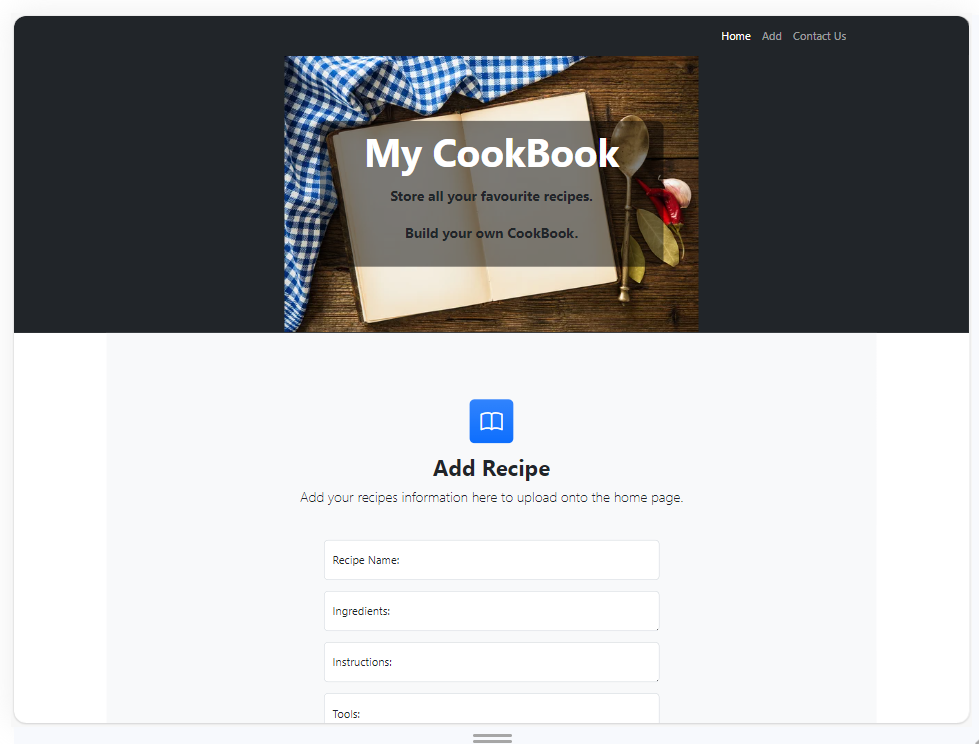 Home Add Contact Us
My CookBook
Store all your favourite recipes.
Build your own CookBook.
Add Recipe
Add your recipes information here to upload onto the home page.
Recipe Name:
Ingredients:
Instructions:
Tools: